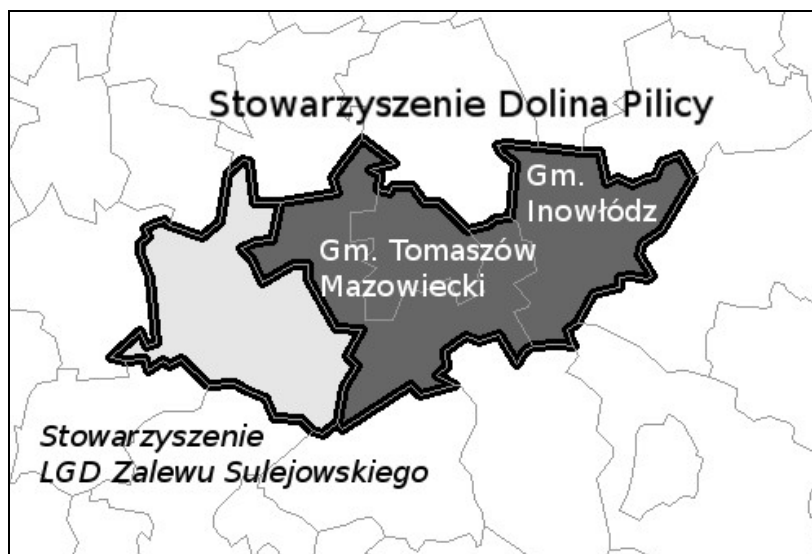 Stowarzyszenie Dolina Pilicy
Gm.
Inowłódz
Gm. Tomaszów
Mazowiecki
Stowarzyszenie
LGD Zalewu Sulejowskiego